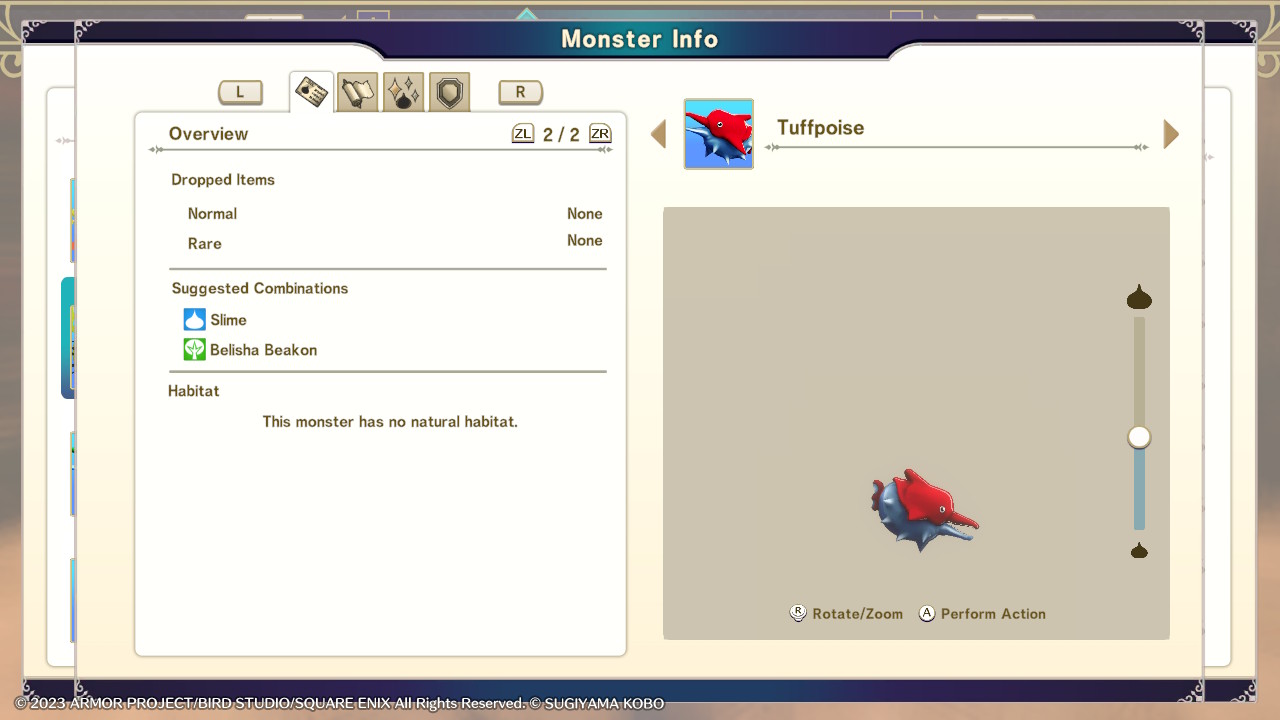 Monster Info
L
R
Overview
ZL 2 / 2 ZR
Dropped Items
Normal None
Rare None
Suggested Combinations
Slime
Belisha Beakon
Habitat
This monster has no natural habitat.
Tuffpoise
R Rotate/Zoom A Perform Action
© 2023 ARMOR PROJECT/BIRD STUDIO/SQUARE ENIX All Rights Reserved. © SUGIYAMA KOBO